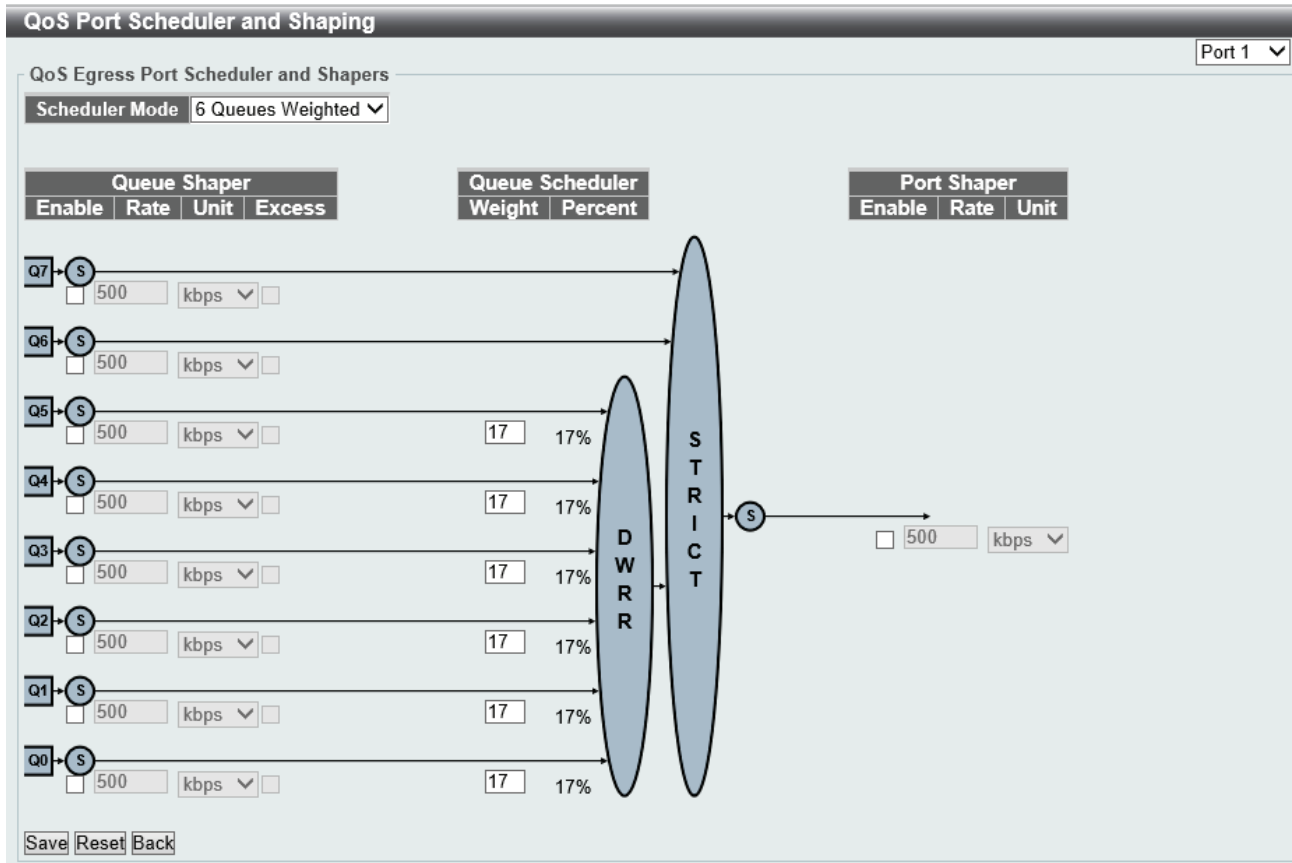 QoS Port Scheduler and Shaping
Port 1
QoS Egress Port Scheduler and Shapers
Scheduler Mode 6 Queues Weighted
Queue Shaper Queue Scheduler Port Shaper
Enable Rate Unit Excess Weight Percent Enable Rate Unit
Q7 S
500 kbps
Q6 S
500 kbps
Q5 S
500 kbps 17 17%
Q4 S
500 kbps 17 17%
Q3 S
500 kbps 17 17%
Q2 S
500 kbps 17 17%
Q1 S
500 kbps 17 17%
Q0 S
500 kbps 17 17%
DWRR
STRICT
S
500 kbps
Save Reset Back